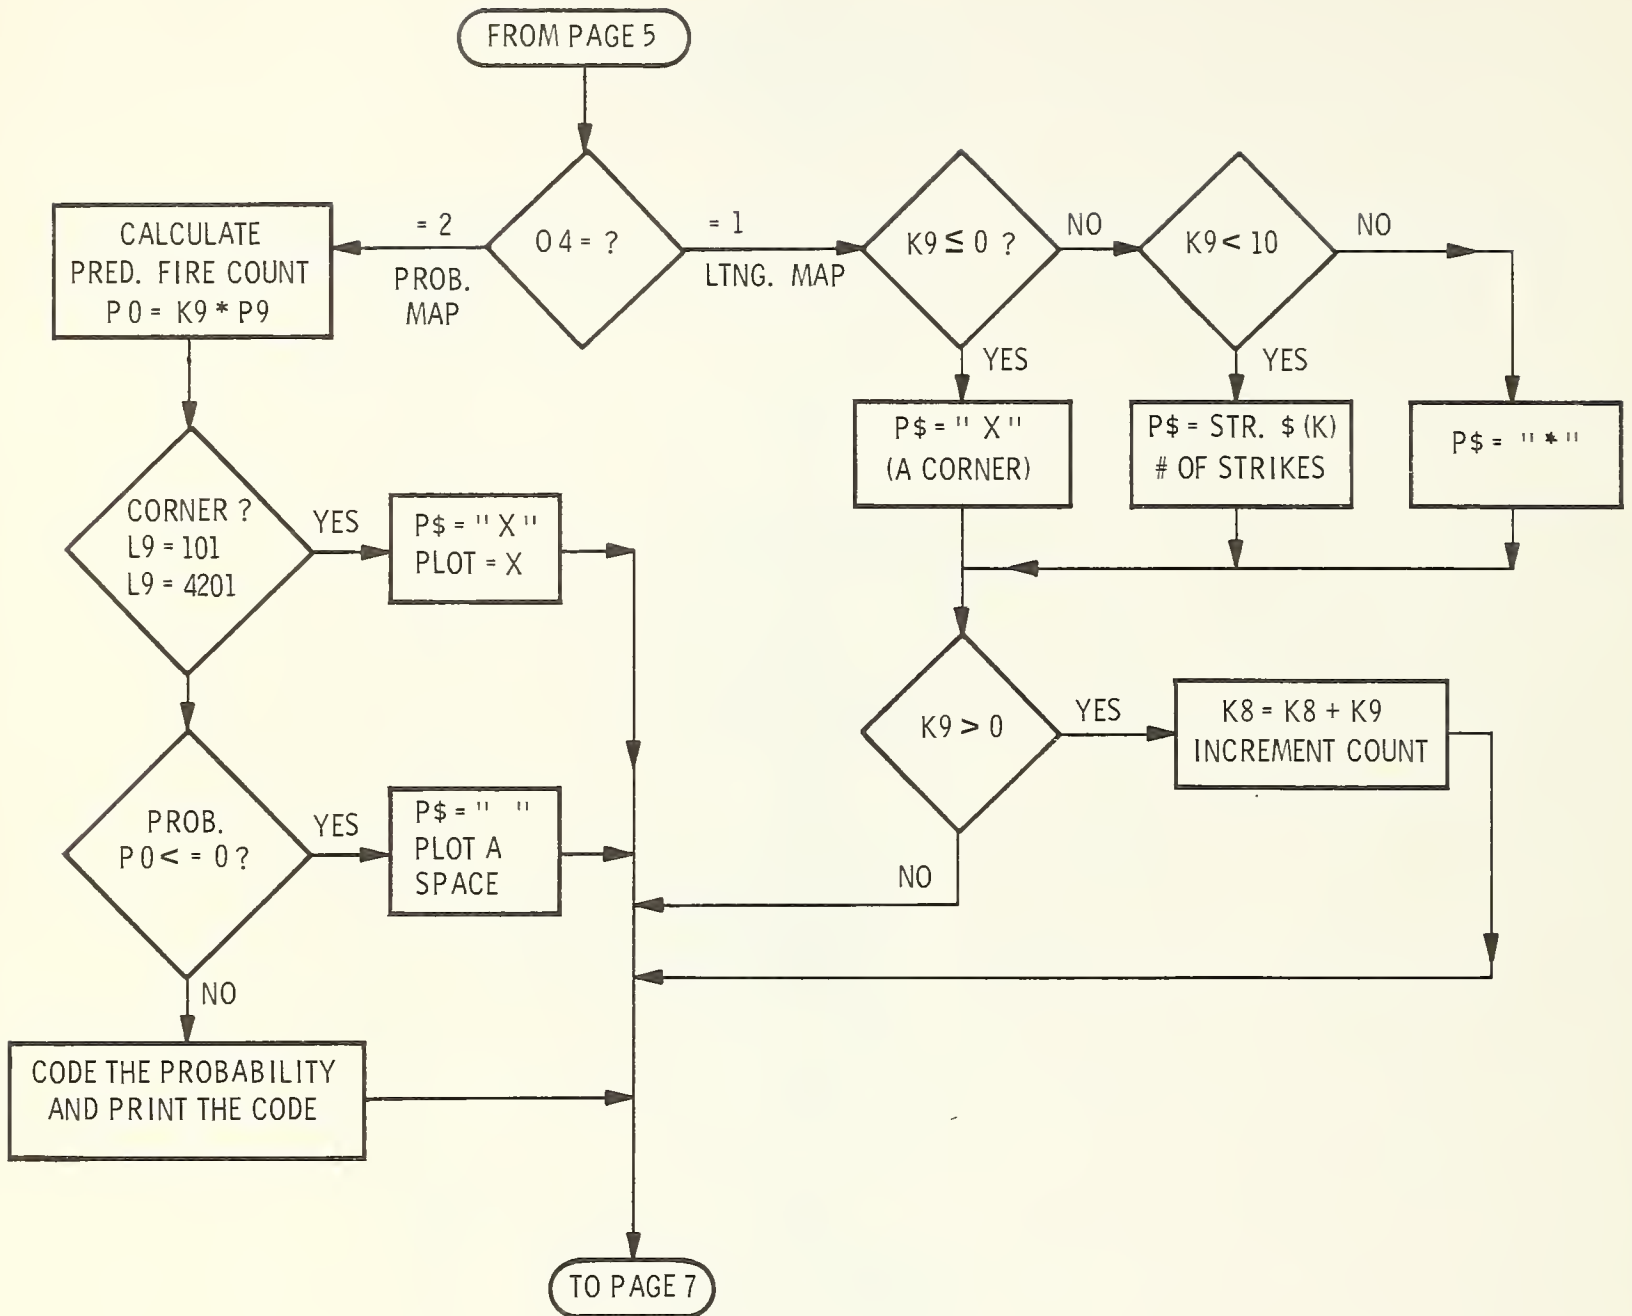 FROM PAGE 5
O4 = ?
= 2
PROB.
MAP
= 1
LTNG. MAP
CALCULATE
PRED. FIRE COUNT
P0 = K9 * P9
K9 ≤ 0 ?
NO
K9 < 10
NO
YES
YES
P$ = " X "
(A CORNER)
P$ = STR. $ (K)
# OF STRIKES
P$ = " * "
CORNER ?
L9 = 101
L9 = 4201
YES
P$ = " X "
PLOT = X
K9 > 0
YES
K8 = K8 + K9
INCREMENT COUNT
NO
PROB.
P0 < = 0 ?
YES
P$ = "  "
PLOT A
SPACE
NO
CODE THE PROBABILITY
AND PRINT THE CODE
TO PAGE 7